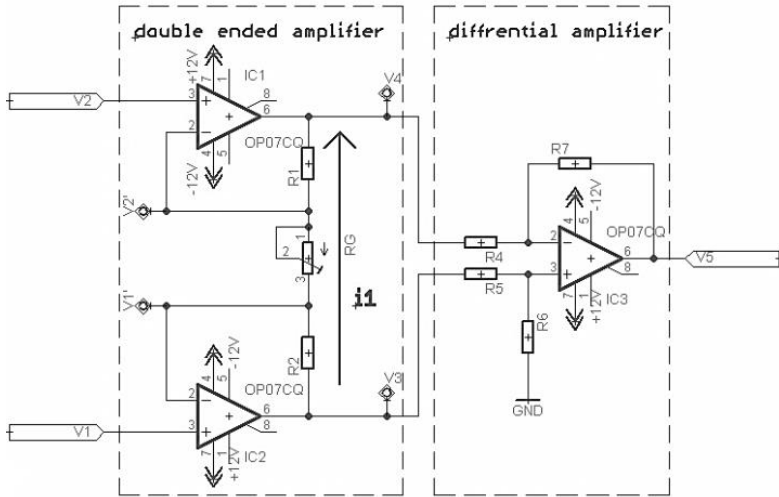 double ended amplifier
diffrential amplifier
+12V
7
1
IC1
V2
3
+
8
6
V4
2
-
+
OP07CQ
4
5
-12V
R1
R7
V2'
1
2
3
RG
i1
-12V
4
5
OP07CQ
R4
2
-
6
V5
R5
3
+
+
8
7
1
IC3
+12V
V1'
R2
R6
GND
-12V
4
5
OP07CQ
V3
2
-
+
6
8
V1
3
+
7
1
IC2
+12V